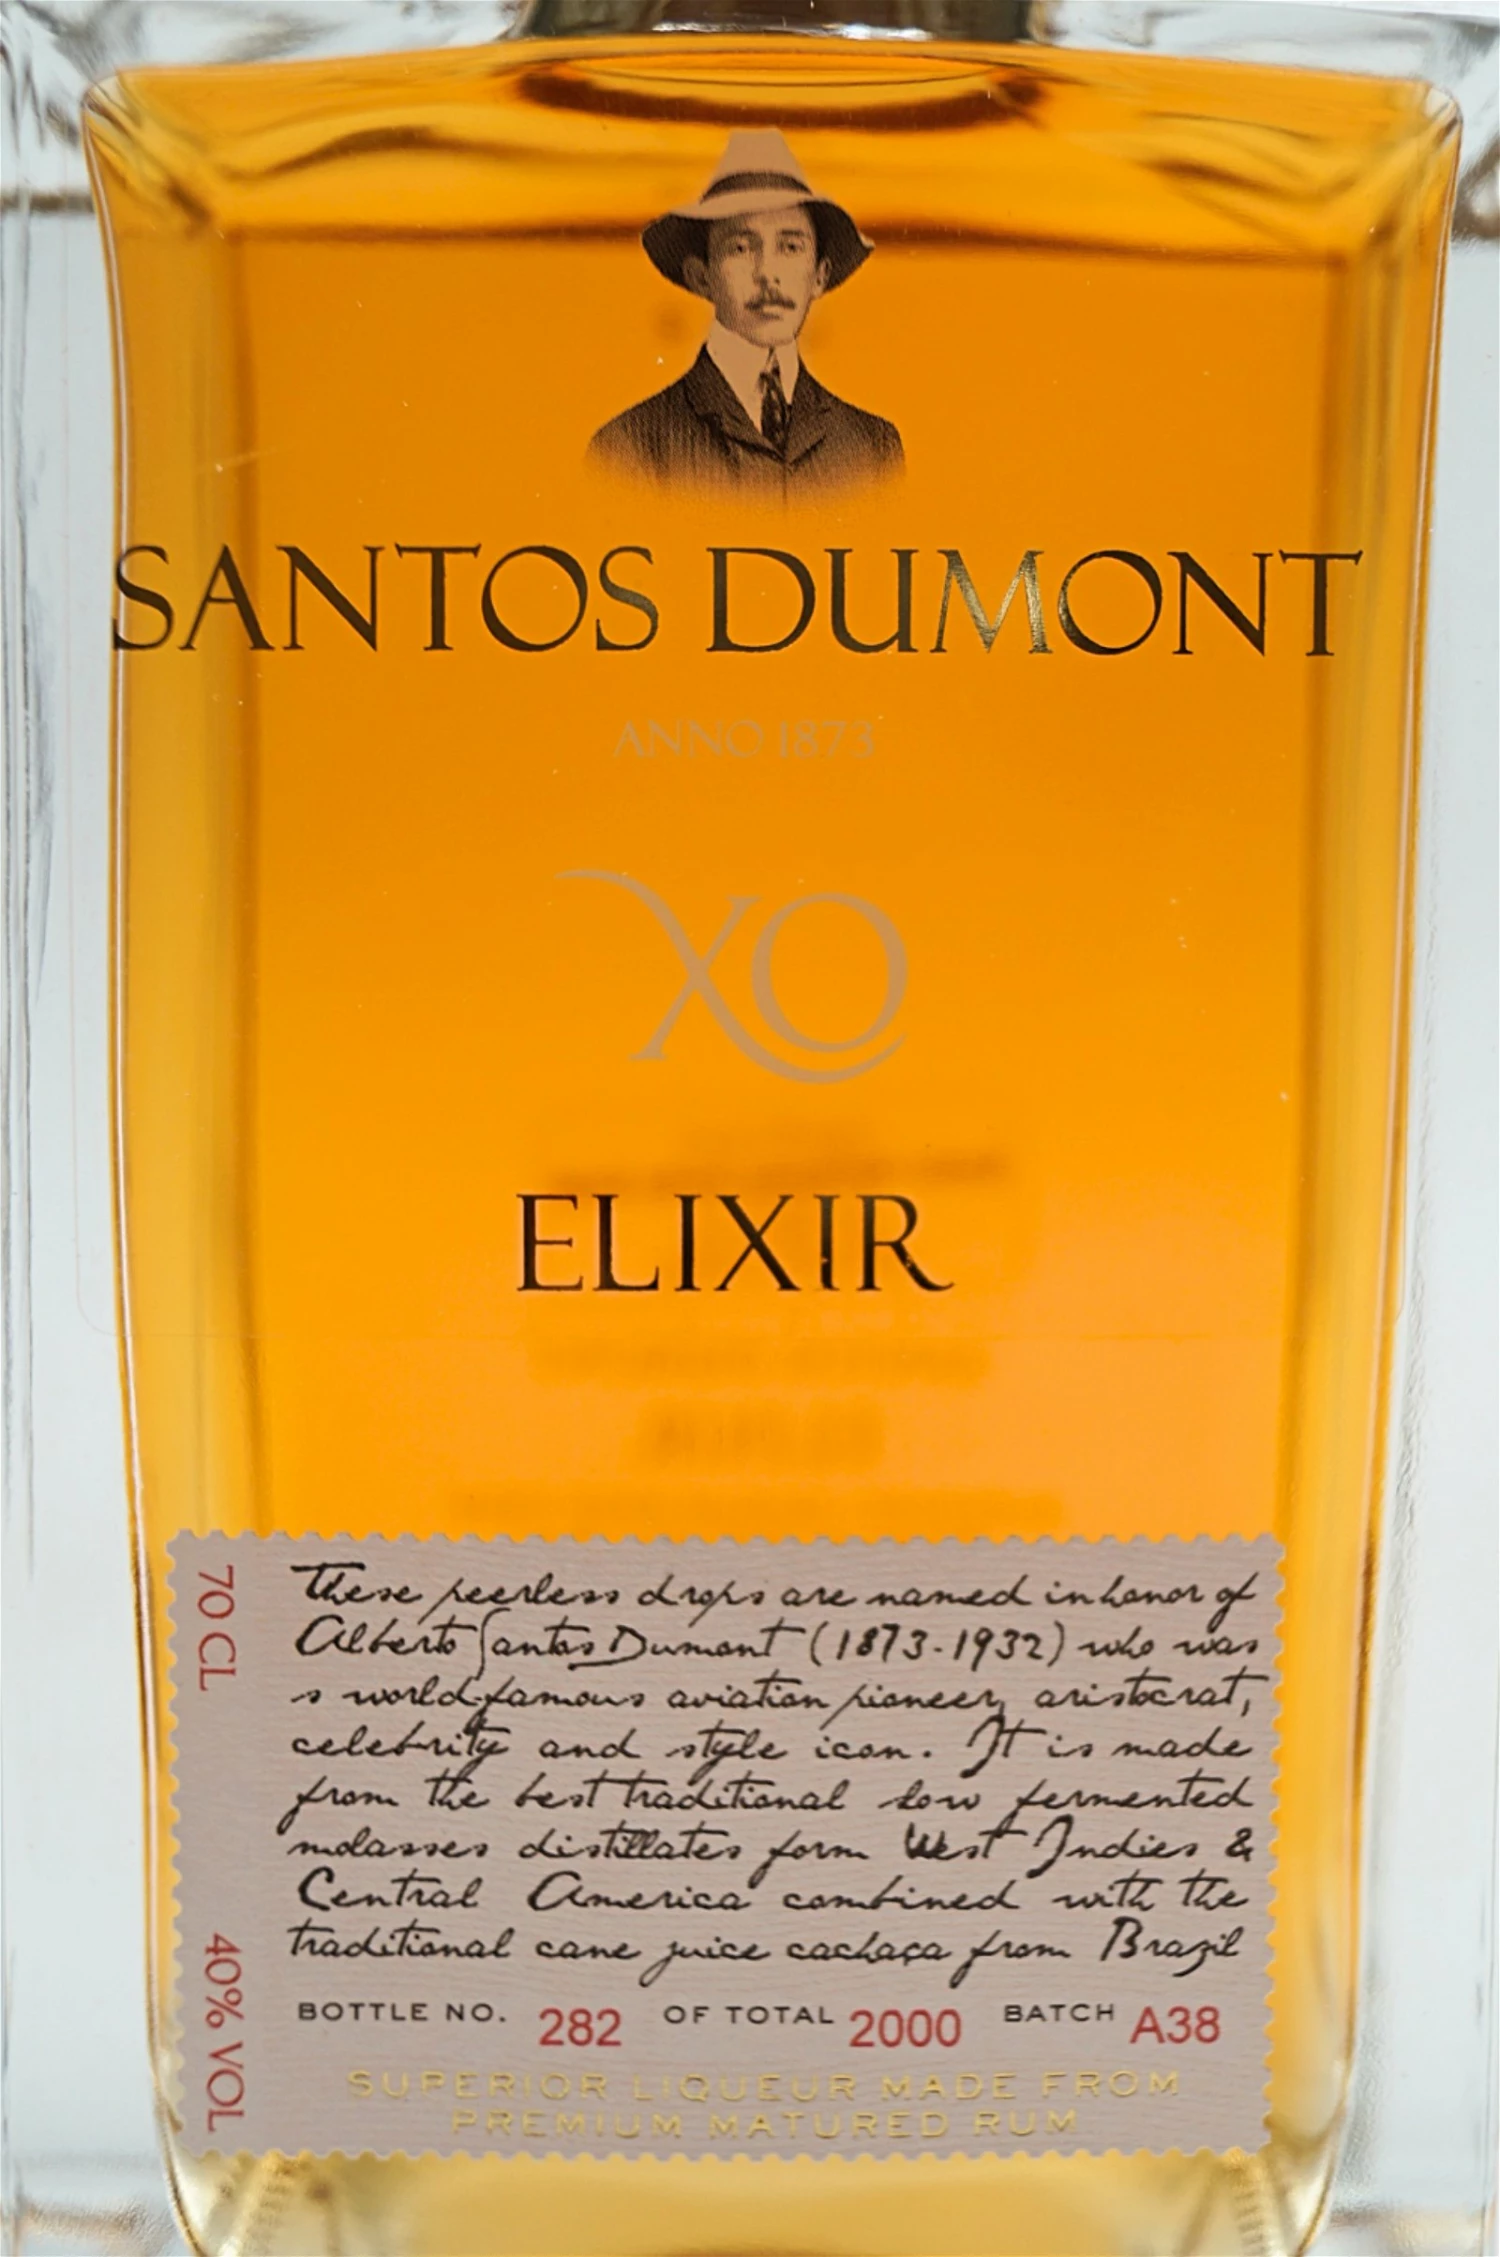 SANTOS DUMONT
ANNO 1873
XO
ELIXIR
70 CL
40% VOL
These peerless drops are named in honor of
Alberto Santos Dumont (1873-1932) who was
s world-famous aviation pioneer, aristocrat,
celebrity and style icon. It is made
from the best traditional low fermented
molasses distillates form West Indies &
Central America combined with the
traditional cane juice cachaça from Brazil
BOTTLE NO. 282 OF TOTAL 2000 BATCH A38
SUPERIOR LIQUEUR MADE FROM
PREMIUM MATURED RUM